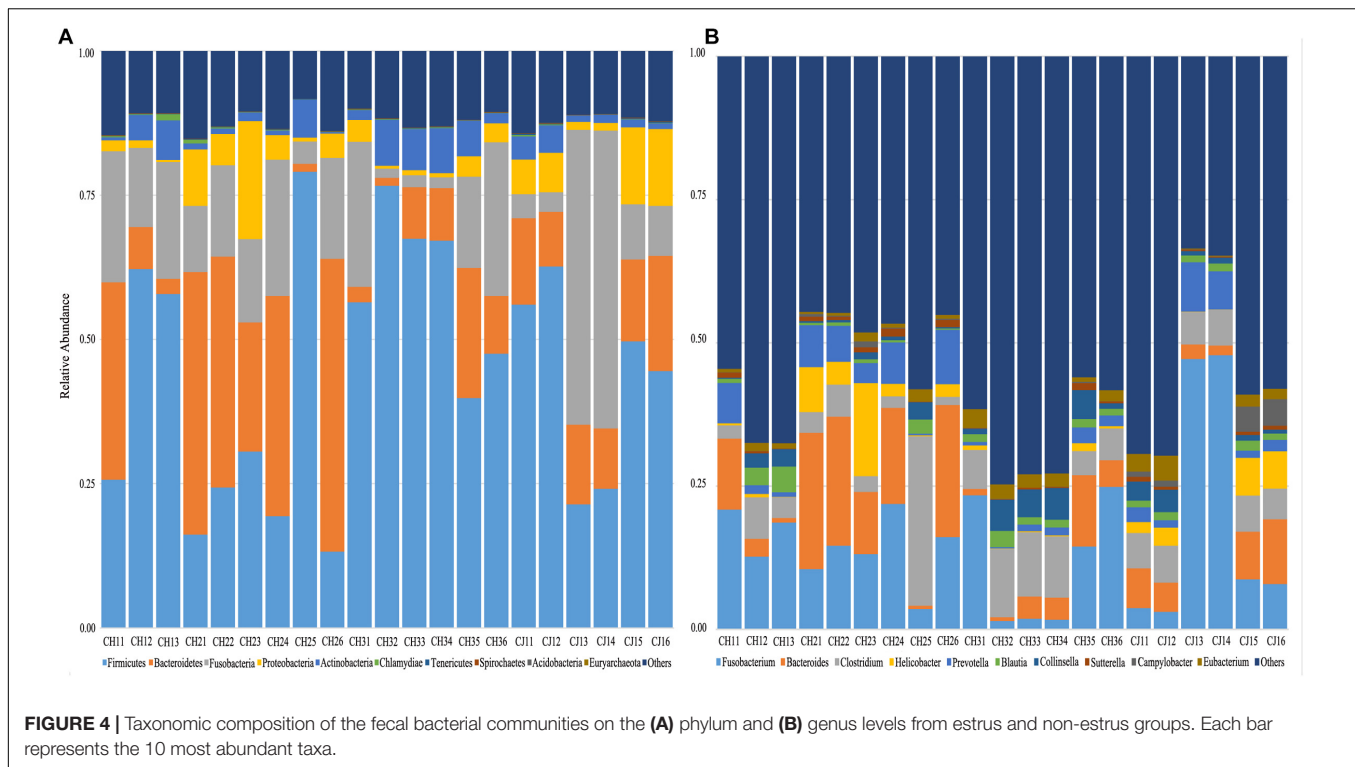 A
B
1.00
0.75
0.50
0.25
0.00
Relative Abundance
CH11 CH12 CH13 CH21 CH22 CH23 CH24 CH25 CH26 CH31 CH32 CH33 CH34 CH35 CH36 CJ11 CJ12 CJ13 CJ14 CJ15 CJ16
Firmicutes Bacteroidetes Fusobacteria Proteobacteria Actinobacteria Chlamydiae Tenericutes Spirochaetes Acidobacteria Euryarchaeota Others
1.00
0.75
0.50
0.25
0.00
CH11 CH12 CH13 CH21 CH22 CH23 CH24 CH25 CH26 CH31 CH32 CH33 CH34 CH35 CH36 CJ11 CJ12 CJ13 CJ14 CJ15 CJ16
Fusobacterium Bacteroides Clostridium Helicobacter Prevotella Blautia Collinsella Sutterella Campylobacter Eubacterium Others
FIGURE 4 | Taxonomic composition of the fecal bacterial communities on the (A) phylum and (B) genus levels from estrus and non-estrus groups. Each bar
represents the 10 most abundant taxa.